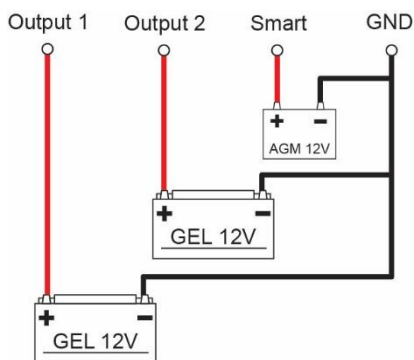 Output 1 Output 2 Smart GND
+ -
AGM 12V
+ -
GEL 12V
+ -
GEL 12V